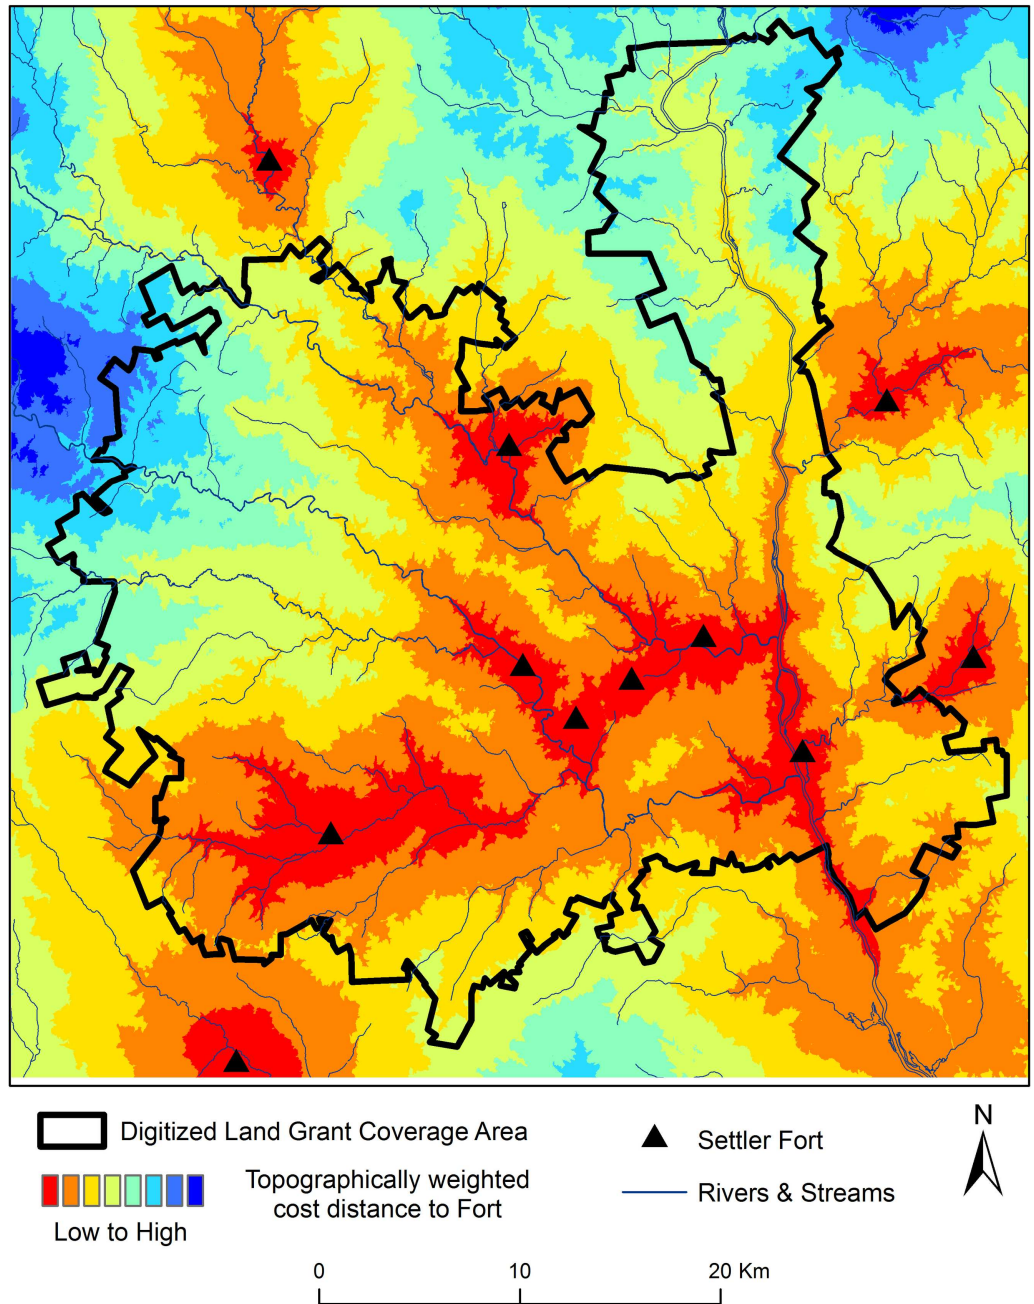 Digitized Land Grant Coverage Area
Settler Fort
N
Topographically weighted
cost distance to Fort
Rivers & Streams
Low to High
0 10 20 Km